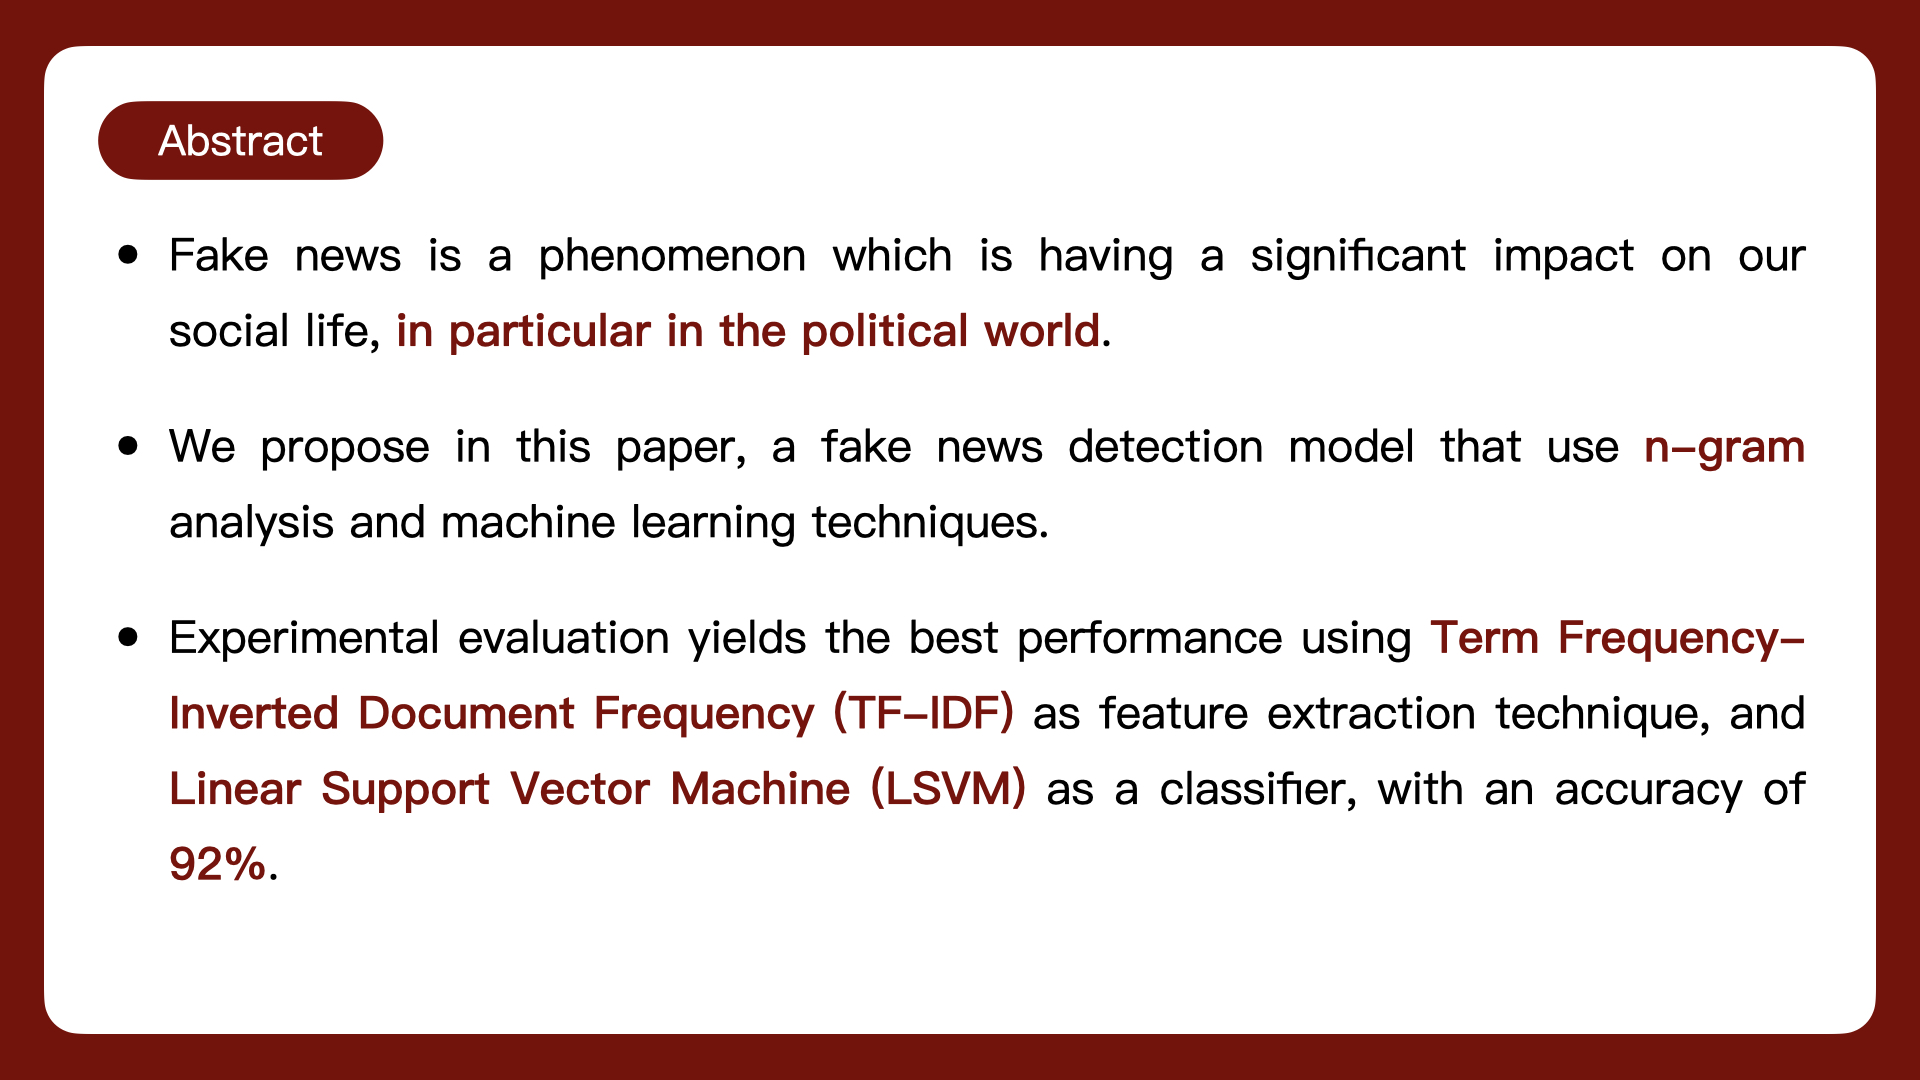 Abstract
• Fake news is a phenomenon which is having a significant impact on our
social life, in particular in the political world.
• We propose in this paper, a fake news detection model that use n-gram
analysis and machine learning techniques.
• Experimental evaluation yields the best performance using Term Frequency-
Inverted Document Frequency (TF-IDF) as feature extraction technique, and
Linear Support Vector Machine (LSVM) as a classifier, with an accuracy of
92%.